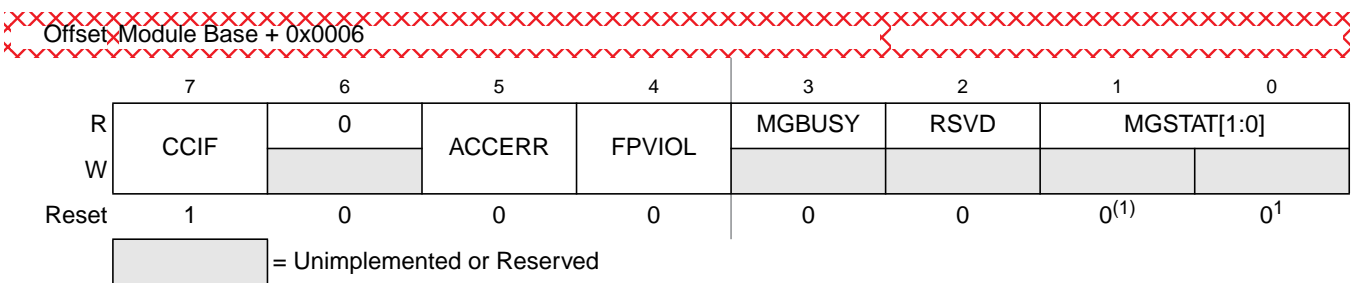 Offset Module Base + 0x0006
7 6 5 4 3 2 1 0
R CCIF 0 ACCERR FPVIOL MGBUSY RSVD MGSTAT[1:0]
W
Reset 1 0 0 0 0 0 0(1) 01
= Unimplemented or Reserved